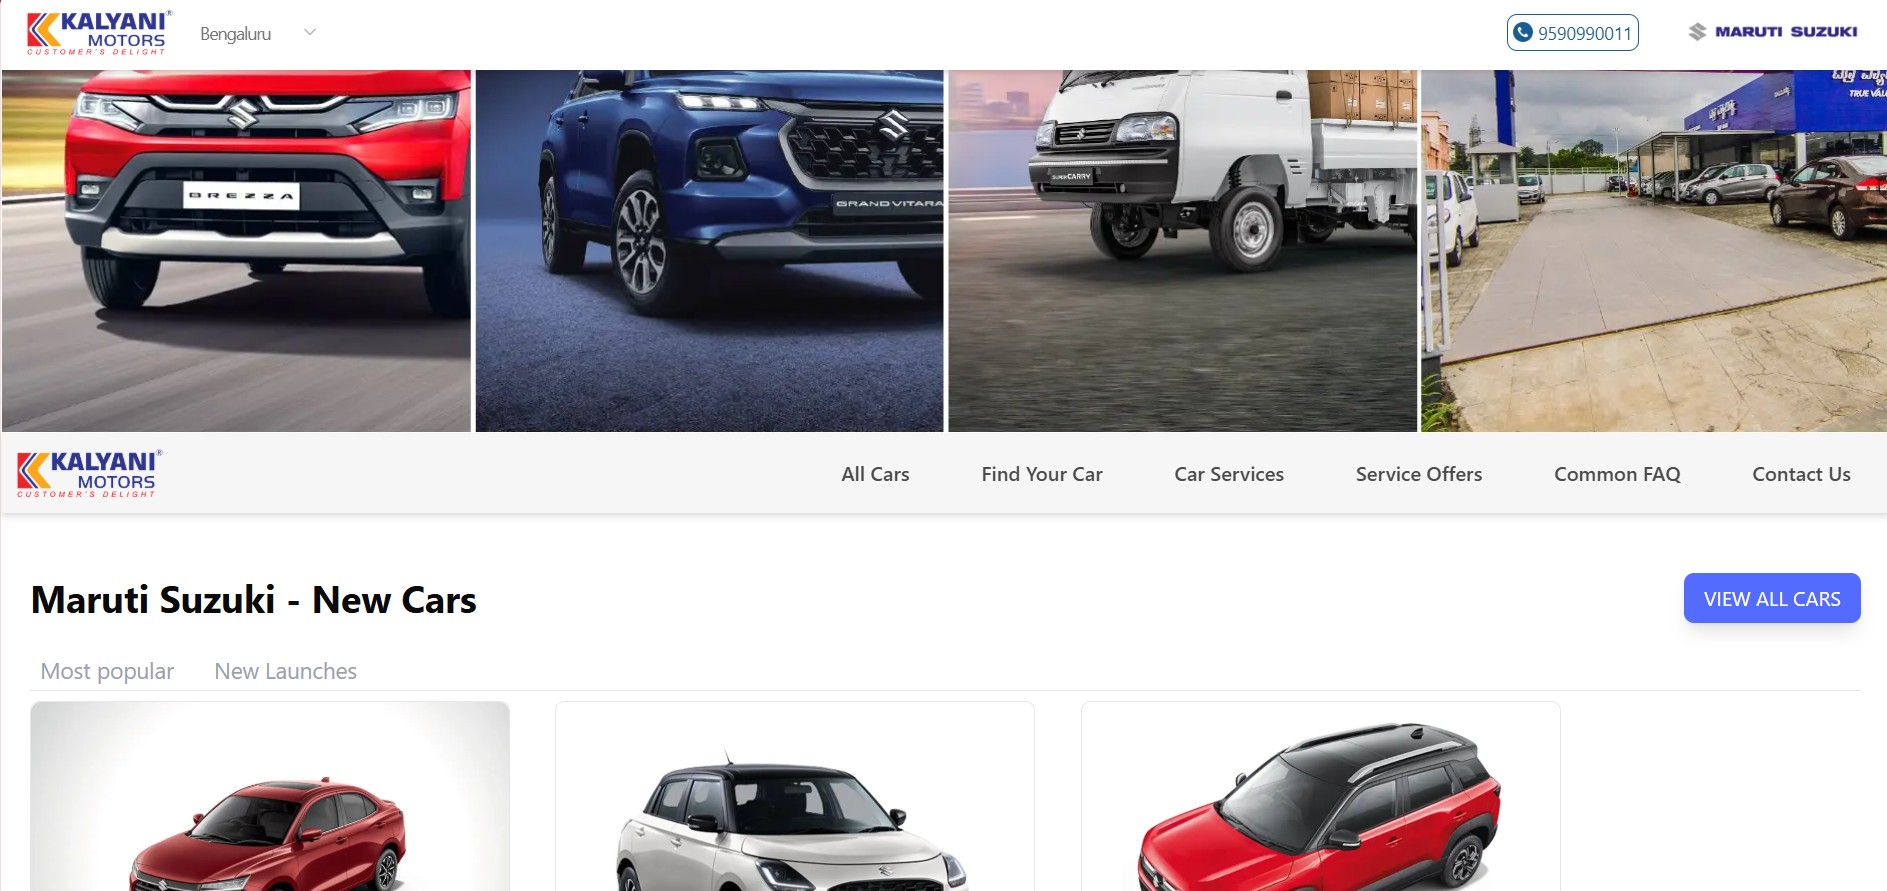 KALYANI®
MOTORS
CUSTOMER'S DELIGHT
Bengaluru
9590990011
MARUTI SUZUKI
BREZZA
GRAND VITARA
SUPER CARRY
TRUE VALU
KALYANI®
MOTORS
CUSTOMER'S DELIGHT
All Cars
Find Your Car
Car Services
Service Offers
Common FAQ
Contact Us
Maruti Suzuki - New Cars
VIEW ALL CARS
Most popular
New Launches